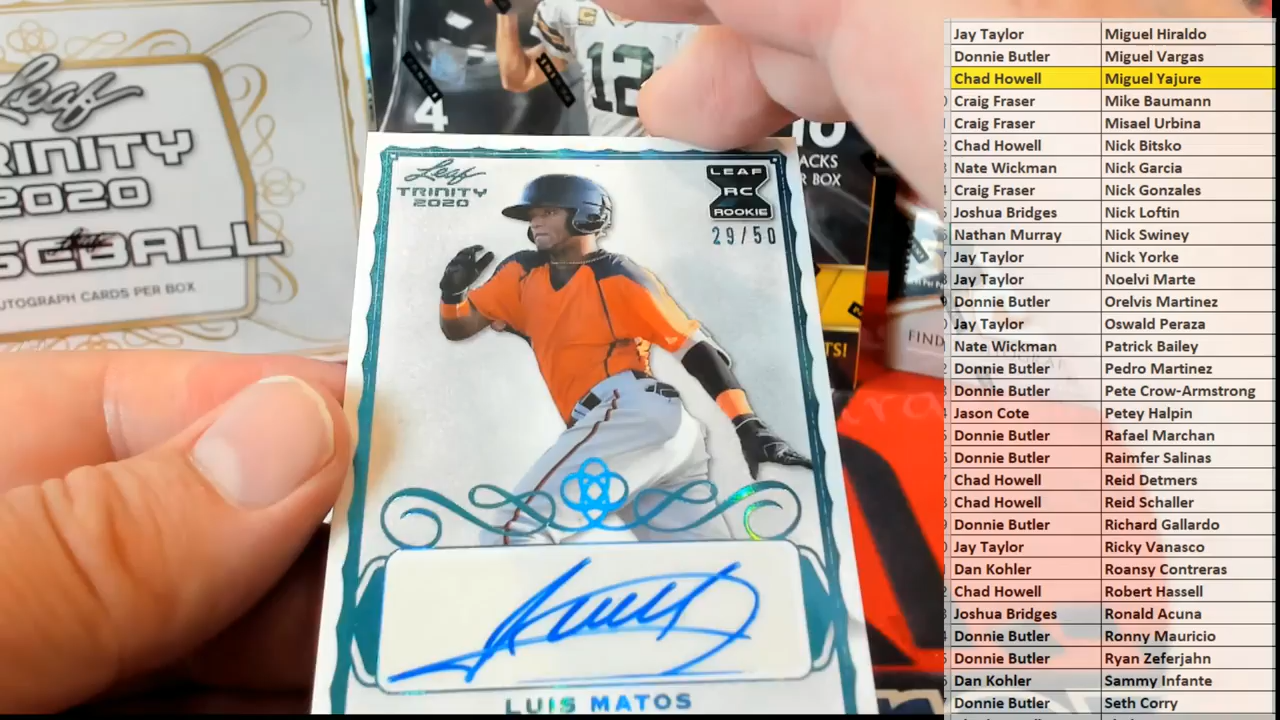 Leaf
TRINITY
2020
BASEBALL
AUTOGRAPH CARDS PER BOX
12
4
10
PACKS
PER BOX
FIND
Leaf
TRINITY
2020
LEAF
RC
ROOKIE
29/50
LUIS MATOS
Jay Taylor Miguel Hiraldo
Donnie Butler Miguel Vargas
Chad Howell Miguel Yajure
Craig Fraser Mike Baumann
Craig Fraser Misael Urbina
Chad Howell Nick Bitsko
Nate Wickman Nick Garcia
Craig Fraser Nick Gonzales
Joshua Bridges Nick Loftin
Nathan Murray Nick Swiney
Jay Taylor Nick Yorke
Jay Taylor Noelvi Marte
Donnie Butler Orelvis Martinez
Jay Taylor Oswald Peraza
Nate Wickman Patrick Bailey
Donnie Butler Pedro Martinez
Donnie Butler Pete Crow-Armstrong
Jason Cote Petey Halpin
Donnie Butler Rafael Marchan
Donnie Butler Raimfer Salinas
Chad Howell Reid Detmers
Chad Howell Reid Schaller
Donnie Butler Richard Gallardo
Jay Taylor Ricky Vanasco
Dan Kohler Roansy Contreras
Chad Howell Robert Hassell
Joshua Bridges Ronald Acuna
Donnie Butler Ronny Mauricio
Donnie Butler Ryan Zeferjahn
Dan Kohler Sammy Infante
Donnie Butler Seth Corry